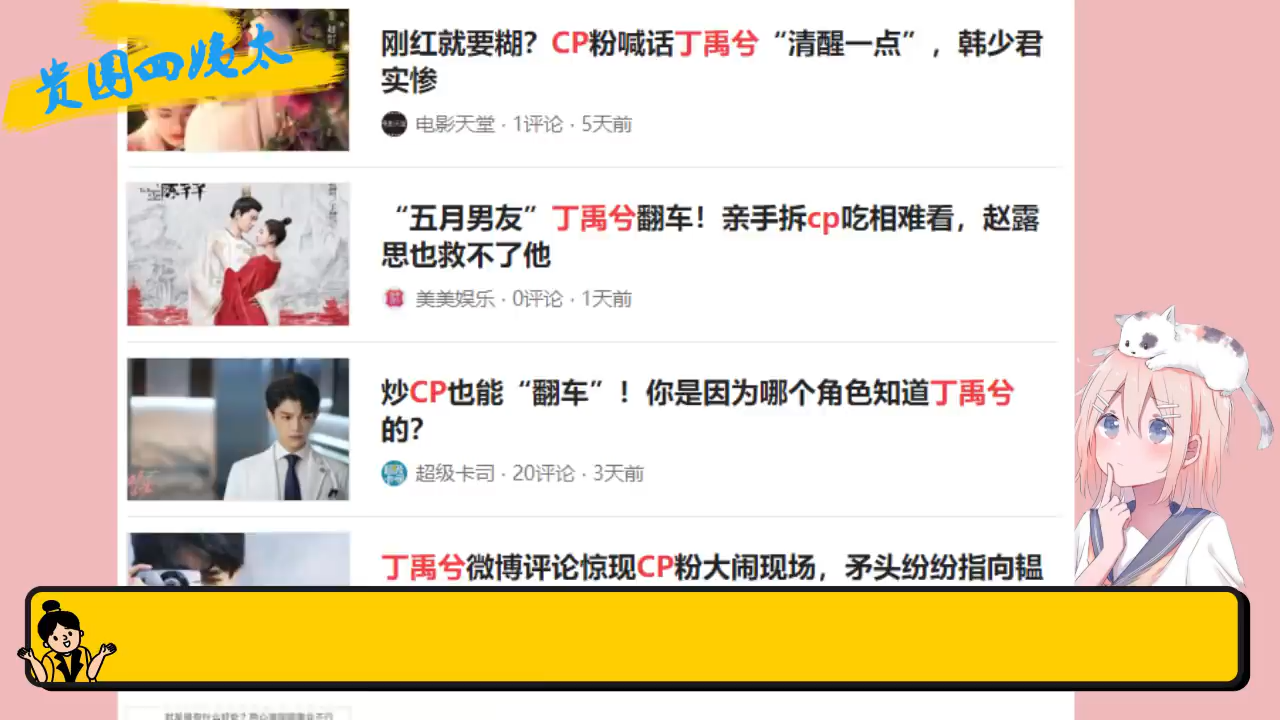 贵圈四姨太
刚红就要糊？CP粉喊话丁禹兮“清醒一点”，韩少君
实惨
电影天堂 · 1评论 · 5天前
“五月男友”丁禹兮翻车！亲手拆cp吃相难看，赵露
思也救不了他
美美娱乐 · 0评论 · 1天前
炒CP也能“翻车”！你是因为哪个角色知道丁禹兮
的？
超级卡司 · 20评论 · 3天前
丁禹兮微博评论惊现CP粉大闹现场，矛头纷纷指向韫